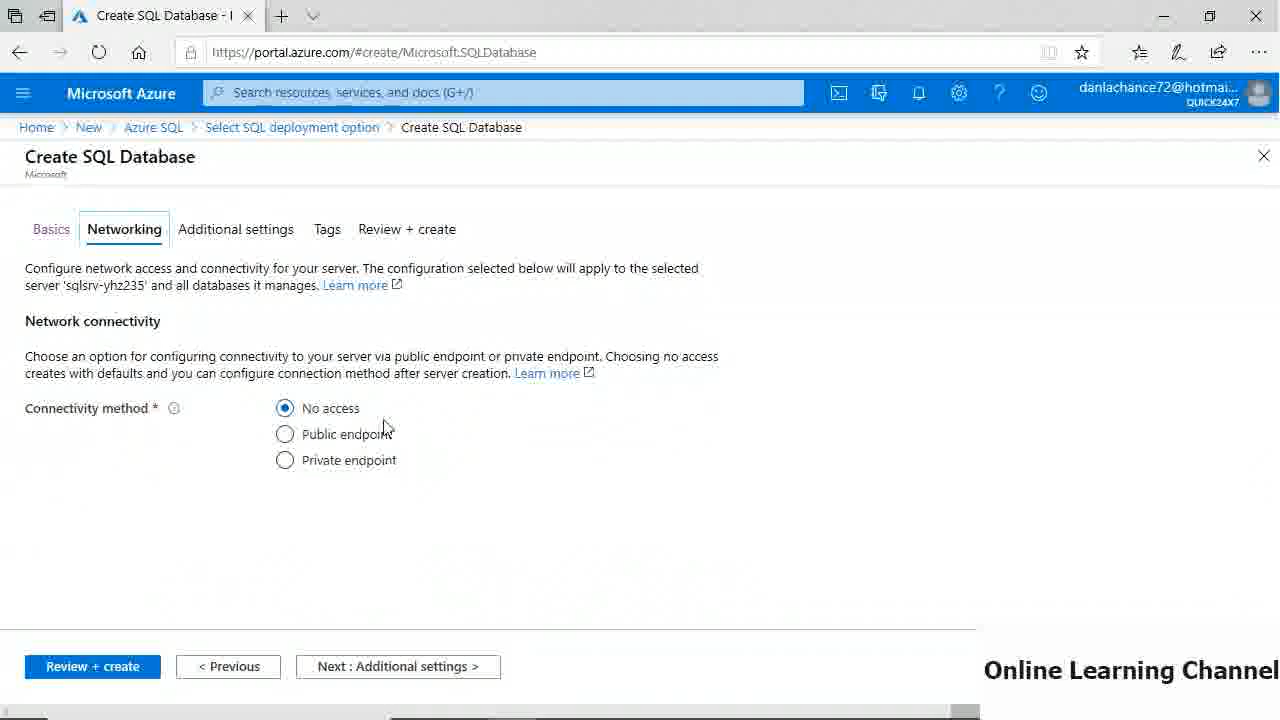 Create SQL Database - 
https://portal.azure.com/#create/Microsoft.SQLDatabase
Microsoft Azure
Search resources, services, and docs (G+/)
danlachance72@hotmai...
QUICK24X7
Home > New > Azure SQL > Select SQL deployment option > Create SQL Database
Create SQL Database
Microsoft
Basics Networking Additional settings Tags Review + create
Configure network access and connectivity for your server. The configuration selected below will apply to the selected
server 'sqlsrv-yhz235' and all databases it manages. Learn more
Network connectivity
Choose an option for configuring connectivity to your server via public endpoint or private endpoint. Choosing no access
creates with defaults and you can configure connection method after server creation. Learn more
Connectivity method *
No access
Public endpoint
Private endpoint
Review + create
< Previous
Next : Additional settings >
Online Learning Channel